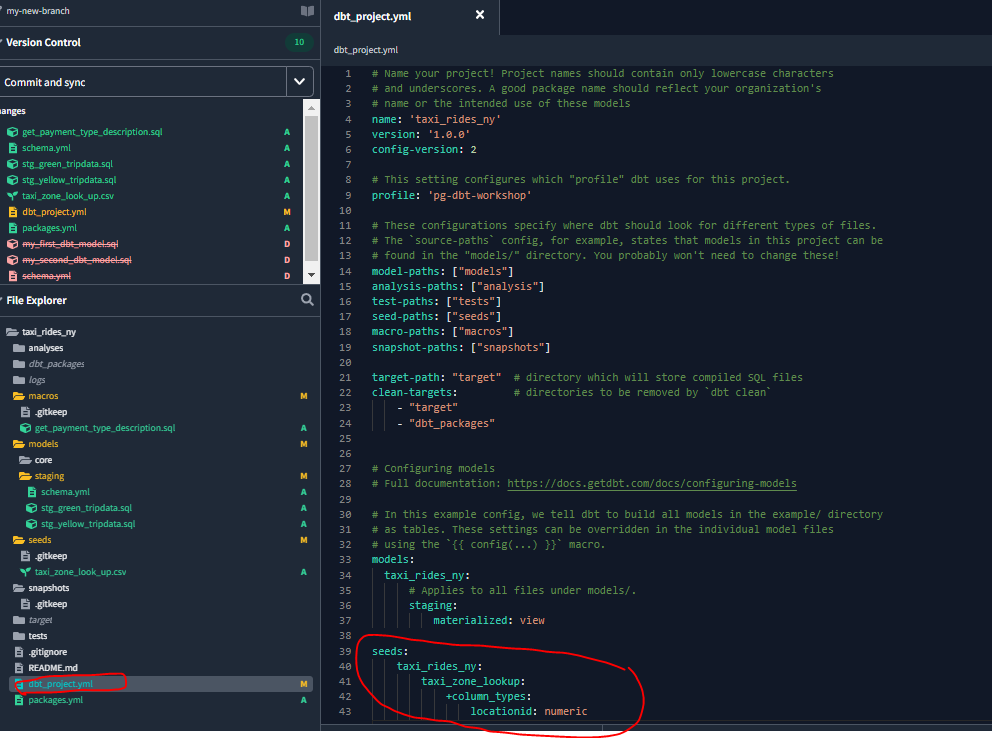 my-new-branch
Version Control
10
Commit and sync
anges
get_payment_type_description.sql A
schema.yml A
stg_green_tripdata.sql A
stg_yellow_tripdata.sql A
taxi_zone_look_up.csv A
dbt_project.yml M
packages.yml A
my_first_dbt_model.sql D
my_second_dbt_model.sql D
schema.yml D
File Explorer
taxi_rides_ny
analyses
dbt_packages
logs
macros M
.gitkeep
get_payment_type_description.sql A
models M
core
staging M
schema.yml A
stg_green_tripdata.sql A
stg_yellow_tripdata.sql A
seeds M
.gitkeep
taxi_zone_look_up.csv A
snapshots
.gitkeep
target
tests
.gitignore
README.md
dbt_project.yml M
packages.yml A
dbt_project.yml
dbt_project.yml
1 # Name your project! Project names should contain only lowercase characters
2 # and underscores. A good package name should reflect your organization's
3 # name or the intended use of these models
4 name: 'taxi_rides_ny'
5 version: '1.0.0'
6 config-version: 2
7
8 # This setting configures which "profile" dbt uses for this project.
9 profile: 'pg-dbt-workshop'
10
11 # These configurations specify where dbt should look for different types of files.
12 # The `source-paths` config, for example, states that models in this project can be
13 # found in the "models/" directory. You probably won't need to change these!
14 model-paths: ["models"]
15 analysis-paths: ["analysis"]
16 test-paths: ["tests"]
17 seed-paths: ["seeds"]
18 macro-paths: ["macros"]
19 snapshot-paths: ["snapshots"]
20
21 target-path: "target" # directory which will store compiled SQL files
22 clean-targets: # directories to be removed by `dbt clean`
23 - "target"
24 - "dbt_packages"
25
26
27 # Configuring models
28 # Full documentation: https://docs.getdbt.com/docs/configuring-models
29
30 # In this example config, we tell dbt to build all models in the example/ directory
31 # as tables. These settings can be overridden in the individual model files
32 # using the `{{ config(...) }}` macro.
33 models:
34 taxi_rides_ny:
35 # Applies to all files under models/.
36 staging:
37 materialized: view
38
39 seeds:
40 taxi_rides_ny:
41 taxi_zone_lookup:
42 +column_types:
43 locationid: numeric